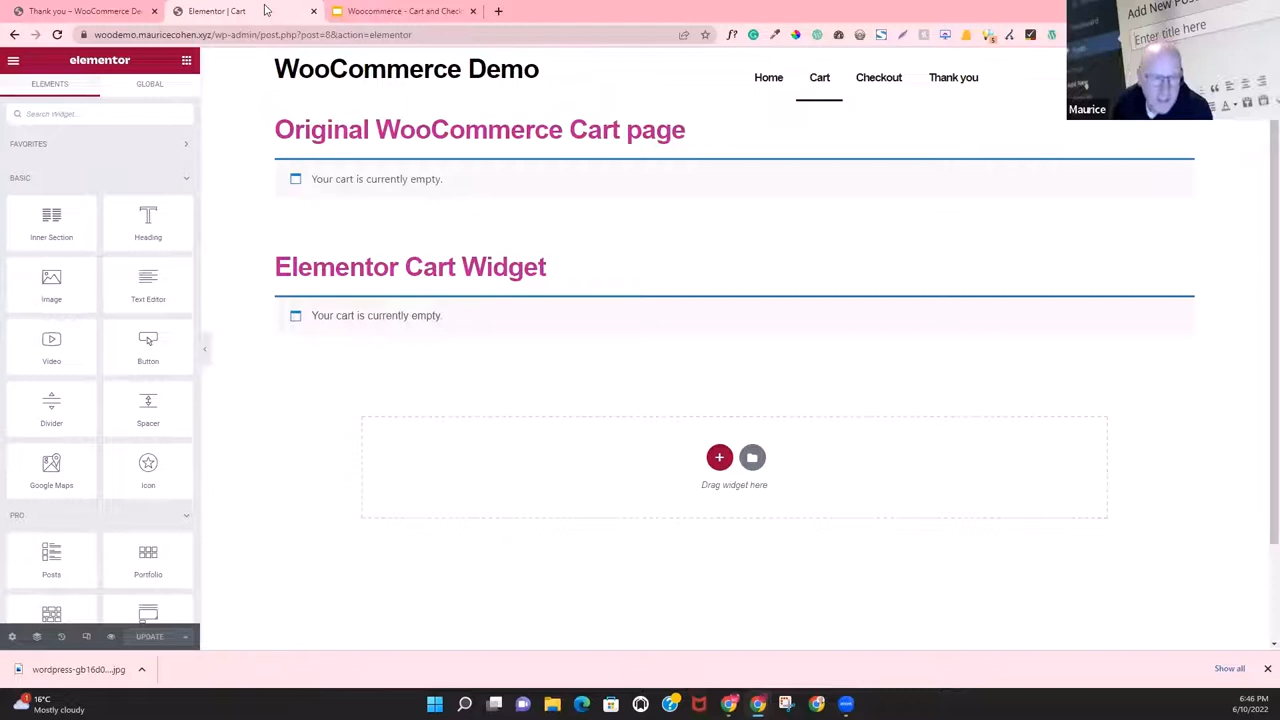 Thank you – WooCommerce De
Elementor | Cart
Woocommerce - Cart and Chec
woodemo.mauricecohen.xyz/wp-admin/post.php?post=88&action=elementor
Add New Pos
Enter title here
Maurice
elementor
ELEMENTS
GLOBAL
Search Widget...
FAVORITES
BASIC
Inner Section
Heading
Image
Text Editor
Video
Button
Divider
Spacer
Google Maps
Icon
PRO
Posts
Portfolio
UPDATE
WooCommerce Demo
Home
Cart
Checkout
Thank you
Original WooCommerce Cart page
Your cart is currently empty.
Elementor Cart Widget
Your cart is currently empty.
Drag widget here
wordpress-gb16d0....jpg
Show all
16°C
Mostly cloudy
6:46 PM
6/10/2022